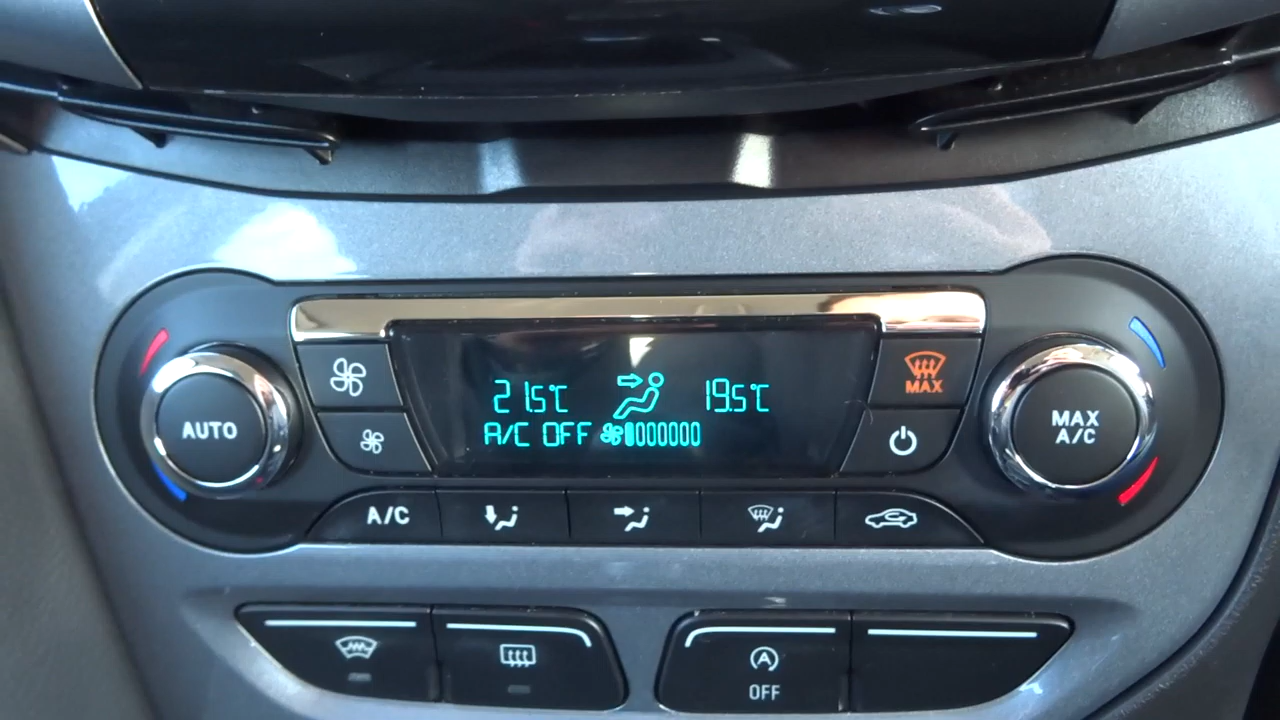 21.5°C 19.5°C
A/C OFF
MAX
AUTO
MAX
A/C
A/C
A
OFF